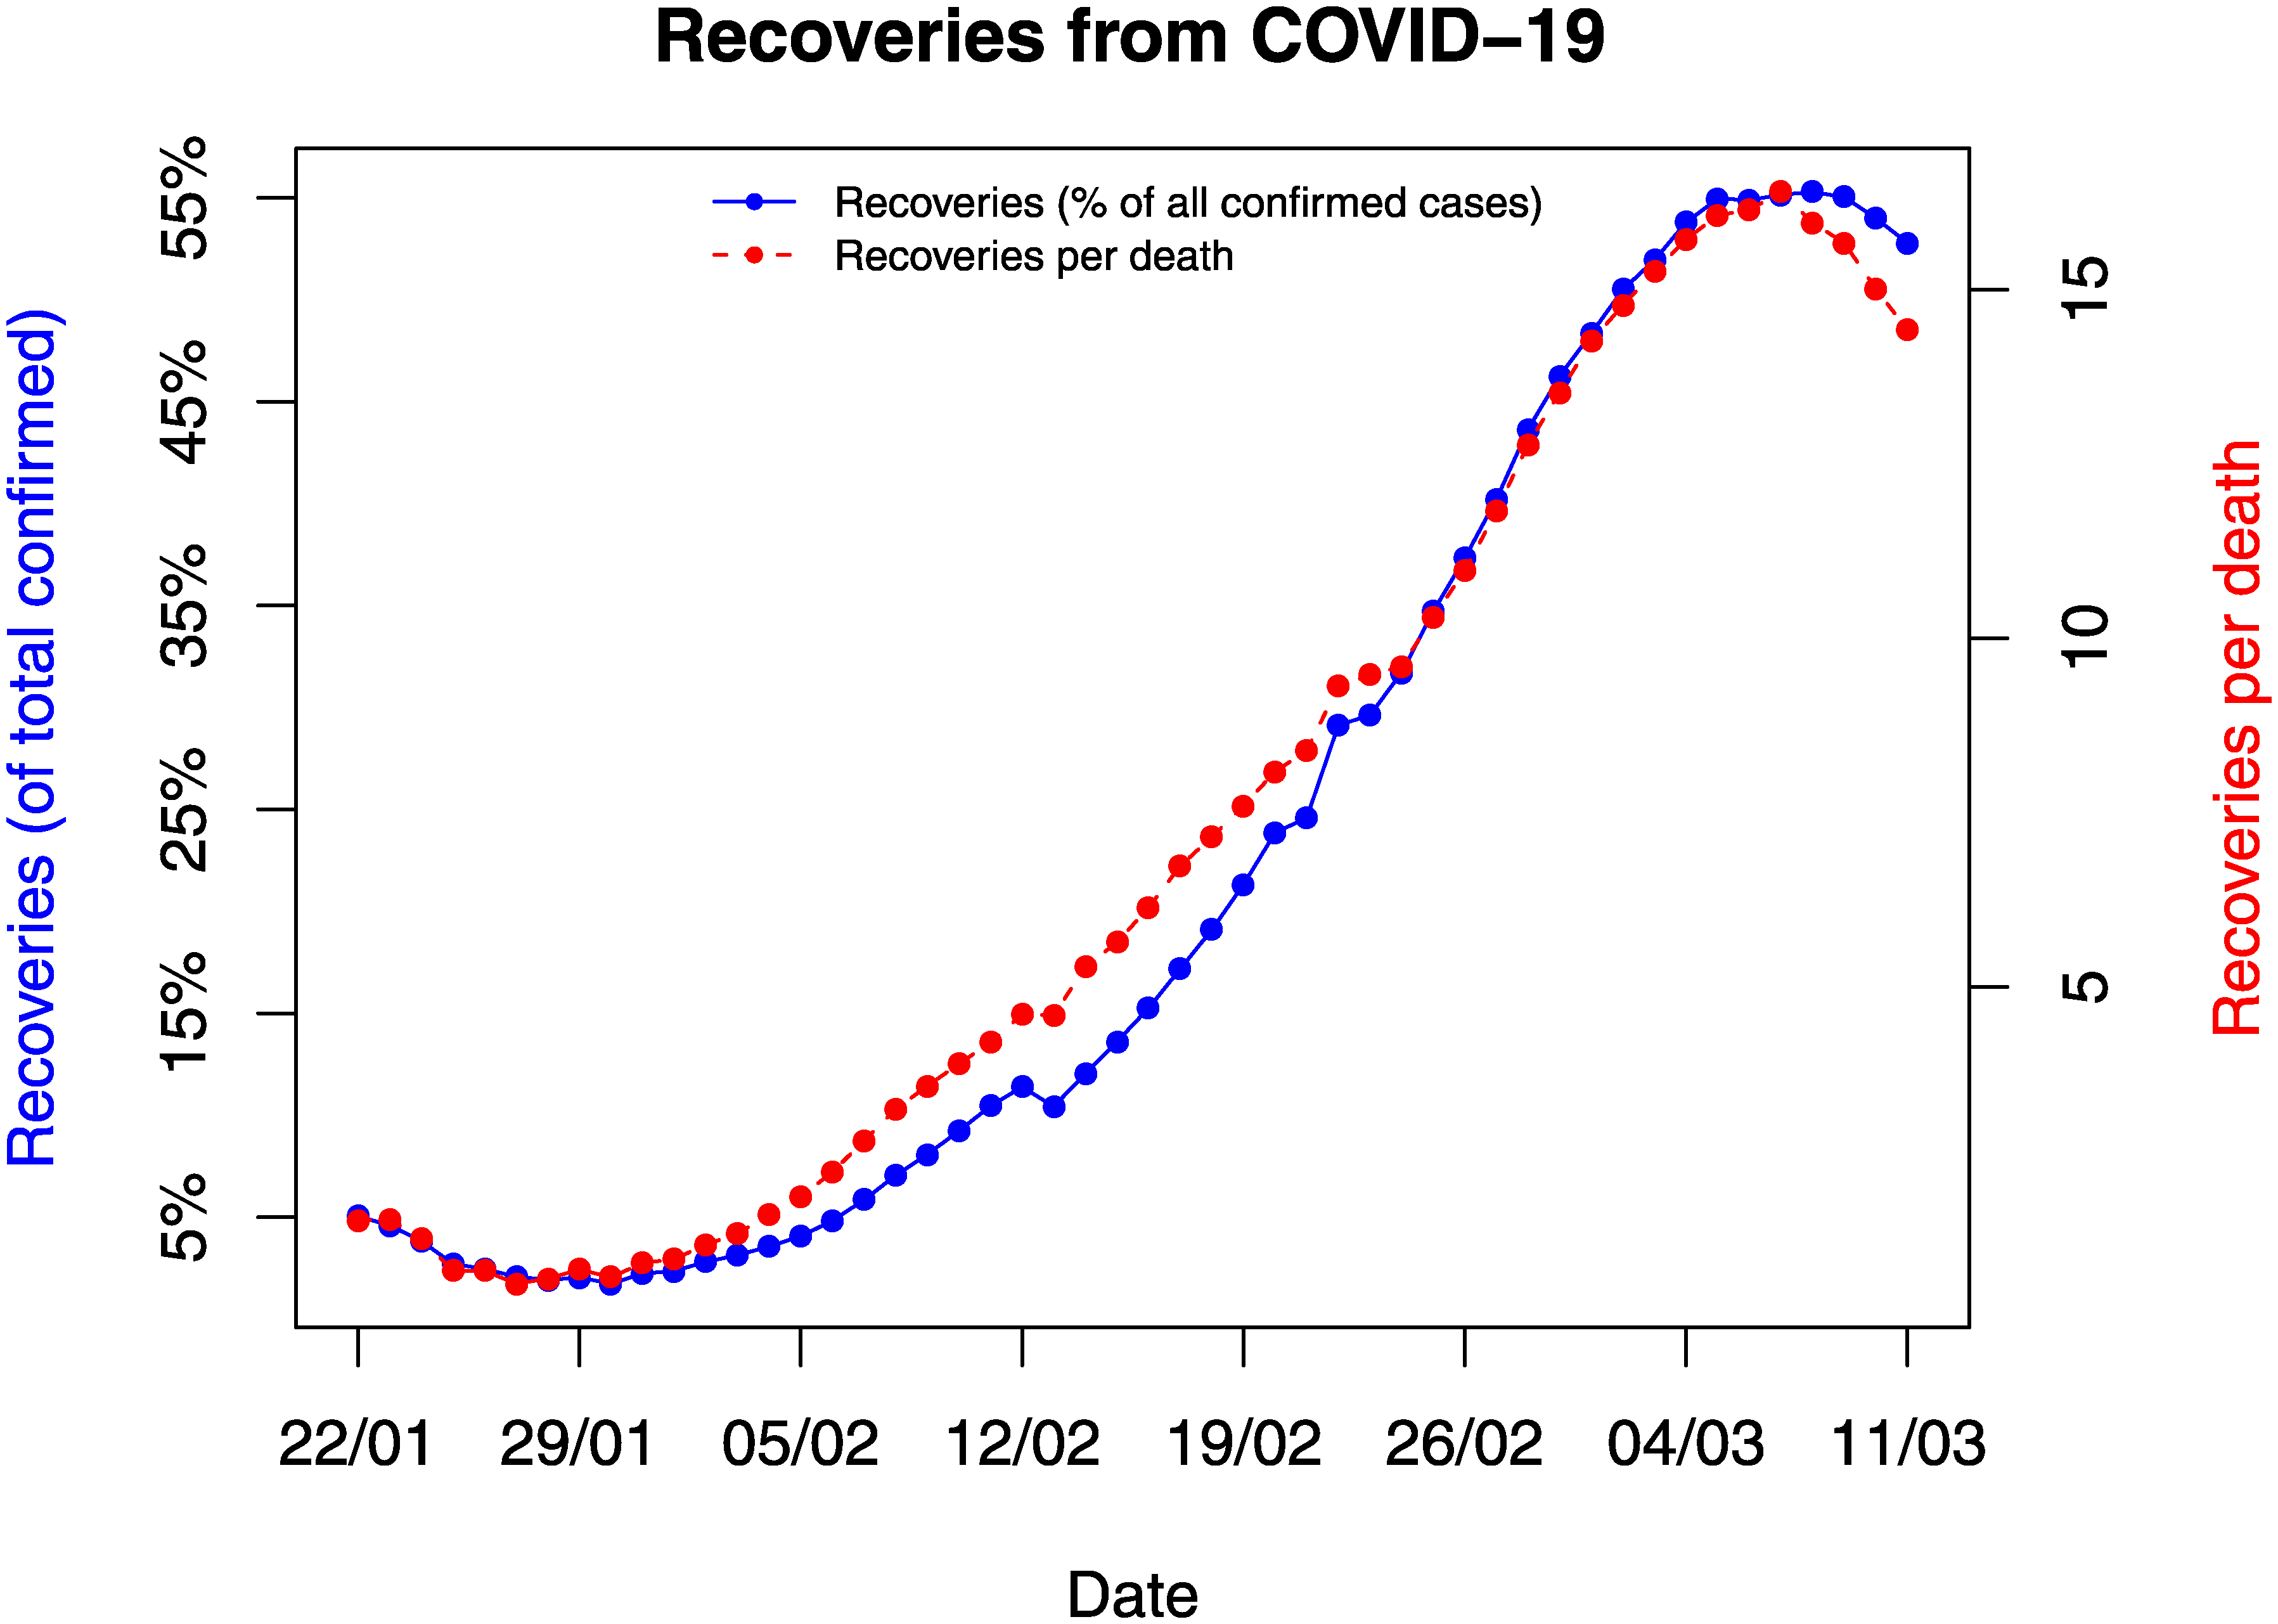 Recoveries from COVID−19
Recoveries (% of all confirmed cases)
Recoveries per death
Recoveries (of total confirmed)
55%
45%
35%
25%
15%
5%
15
10
5
Recoveries per death
22/01 29/01 05/02 12/02 19/02 26/02 04/03 11/03
Date